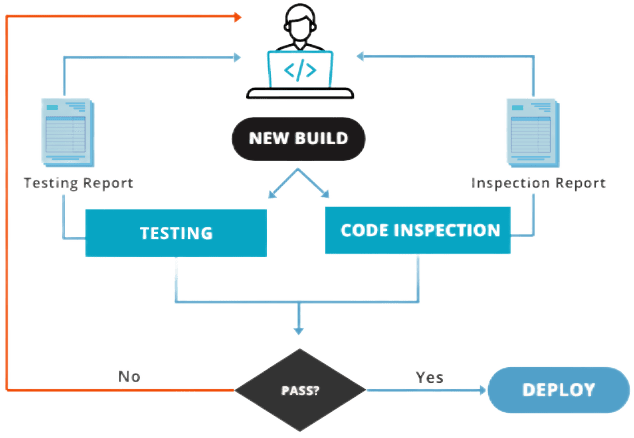 </>
NEW BUILD
Testing Report
Inspection Report
TESTING
CODE INSPECTION
No
PASS?
Yes
DEPLOY